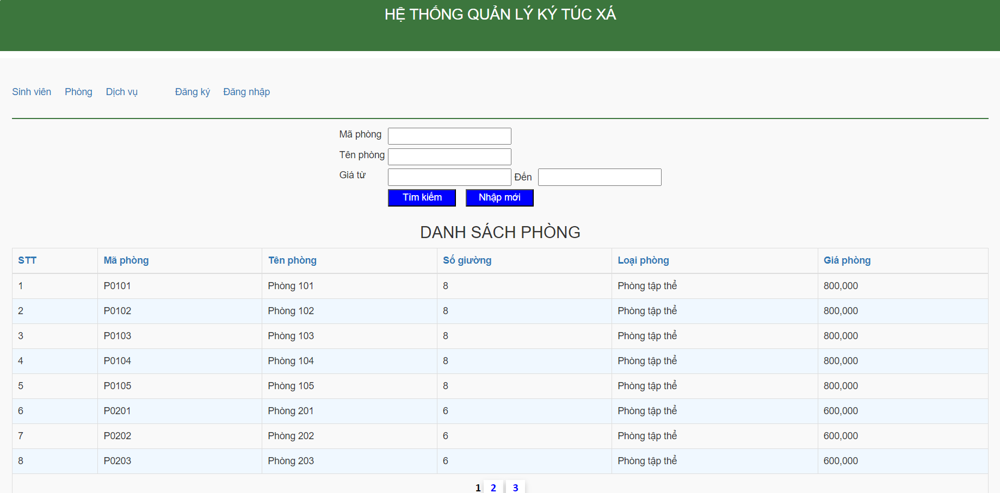 HỆ THỐNG QUẢN LÝ KÝ TÚC XÁ
Sinh viên Phòng Dịch vụ Đăng ký Đăng nhập
Mã phòng
Tên phòng
Giá từ Đến
Tìm kiếm Nhập mới
DANH SÁCH PHÒNG
STT Mã phòng Tên phòng Số giường Loại phòng Giá phòng
1 P0101 Phòng 101 8 Phòng tập thể 800,000
2 P0102 Phòng 102 8 Phòng tập thể 800,000
3 P0103 Phòng 103 8 Phòng tập thể 800,000
4 P0104 Phòng 104 8 Phòng tập thể 800,000
5 P0105 Phòng 105 8 Phòng tập thể 800,000
6 P0201 Phòng 201 6 Phòng tập thể 600,000
7 P0202 Phòng 202 6 Phòng tập thể 600,000
8 P0203 Phòng 203 6 Phòng tập thể 600,000
1 2 3